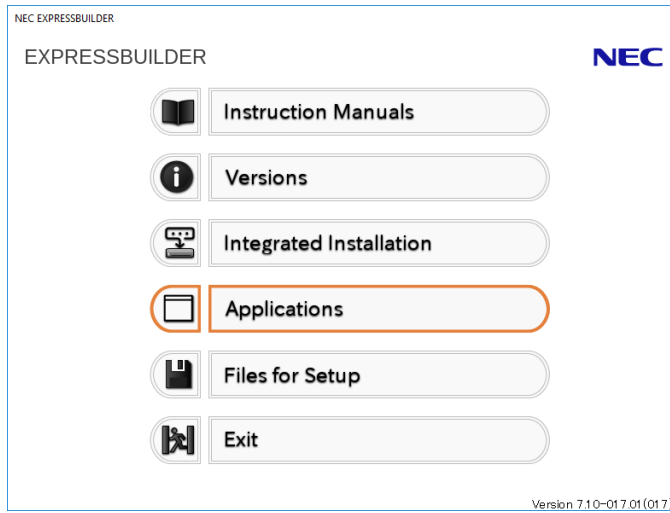 NEC EXPRESSBUILDER
EXPRESSBUILDER
NEC
Instruction Manuals
Versions
Integrated Installation
Applications
Files for Setup
Exit
Version 7.10-017.01(017